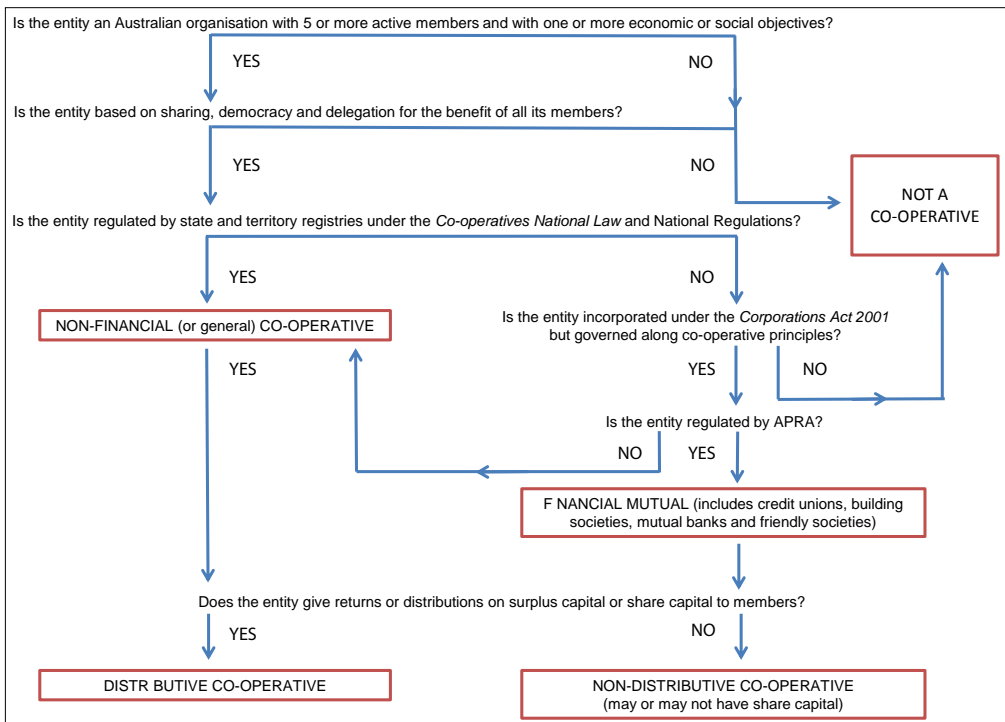 Is the entity an Australian organisation with 5 or more active members and with one or more economic or social objectives?
YES
NO
Is the entity based on sharing, democracy and delegation for the benefit of all its members?
YES
NO
NOT A
CO-OPERATIVE
Is the entity regulated by state and territory registries under the Co-operatives National Law and National Regulations?
YES
NO
NON-FINANCIAL (or general) CO-OPERATIVE
Is the entity incorporated under the Corporations Act 2001
but governed along co-operative principles?
YES
YES
NO
Is the entity regulated by APRA?
NO
YES
F NANCIAL MUTUAL (includes credit unions, building
societies, mutual banks and friendly societies)
Does the entity give returns or distributions on surplus capital or share capital to members?
YES
NO
DISTR BUTIVE CO-OPERATIVE
NON-DISTRIBUTIVE CO-OPERATIVE
(may or may not have share capital)